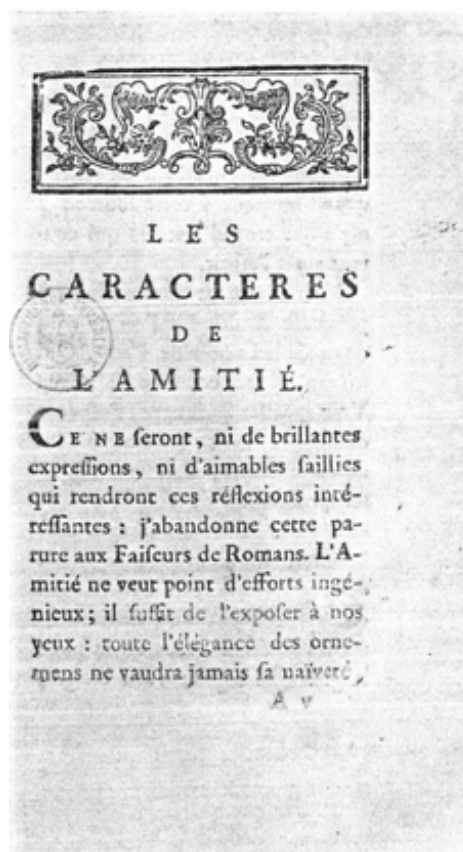 LES
CARACTERES
DE
L'AMITIÉ.
CE NE ſeront, ni de brillantes
expreſſions, ni d'aimables ſaillies
qui rendront ces réflexions inté-
reſſantes : j'abandonne cette pa-
rure aux Faiſeurs de Romans. L'A-
mitié ne veut point d'efforts ingé-
nieux; il ſuffit de l'expoſer à nos
yeux : toute l'élégance des orne-
mens ne vaudra jamais ſa naïveté,
A v